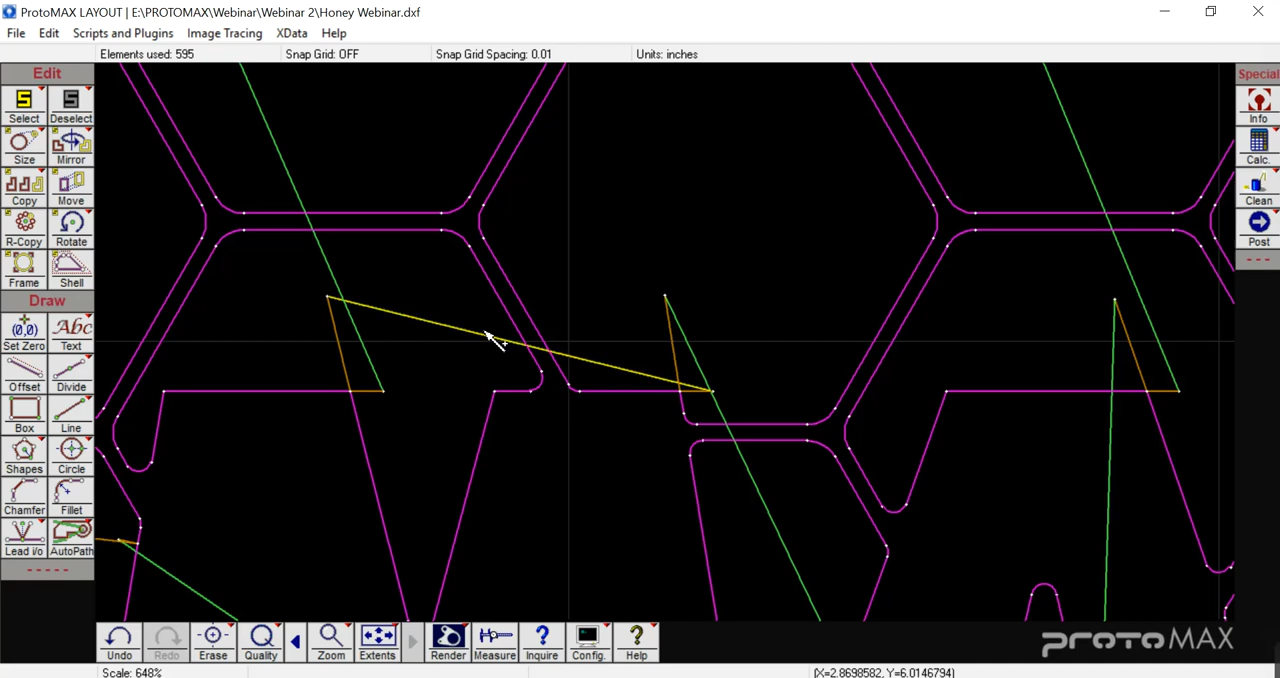 ProtoMAX LAYOUT | E:\PROTOMAX\Webinar\Webinar 2\Honey Webinar.dxf
File Edit Scripts and Plugins Image Tracing XData Help
Elements used: 595 Snap Grid: OFF Snap Grid Spacing: 0.01 Units: inches
Edit
S S
Select Deselect
Size Mirror
Copy Move
R-Copy Rotate
Frame Shell
Draw
(0,0) Abc
Set Zero Text
Offset Divide
Box Line
Shapes Circle
Chamfer Fillet
Lead i/o AutoPath
Special
Info
Calc.
Clean
Post
Undo Redo Erase Quality Zoom Extents Render Measure Inquire Config. Help
PROTOMAX
Scale: 648% X=2.8698582, Y=6.0146794